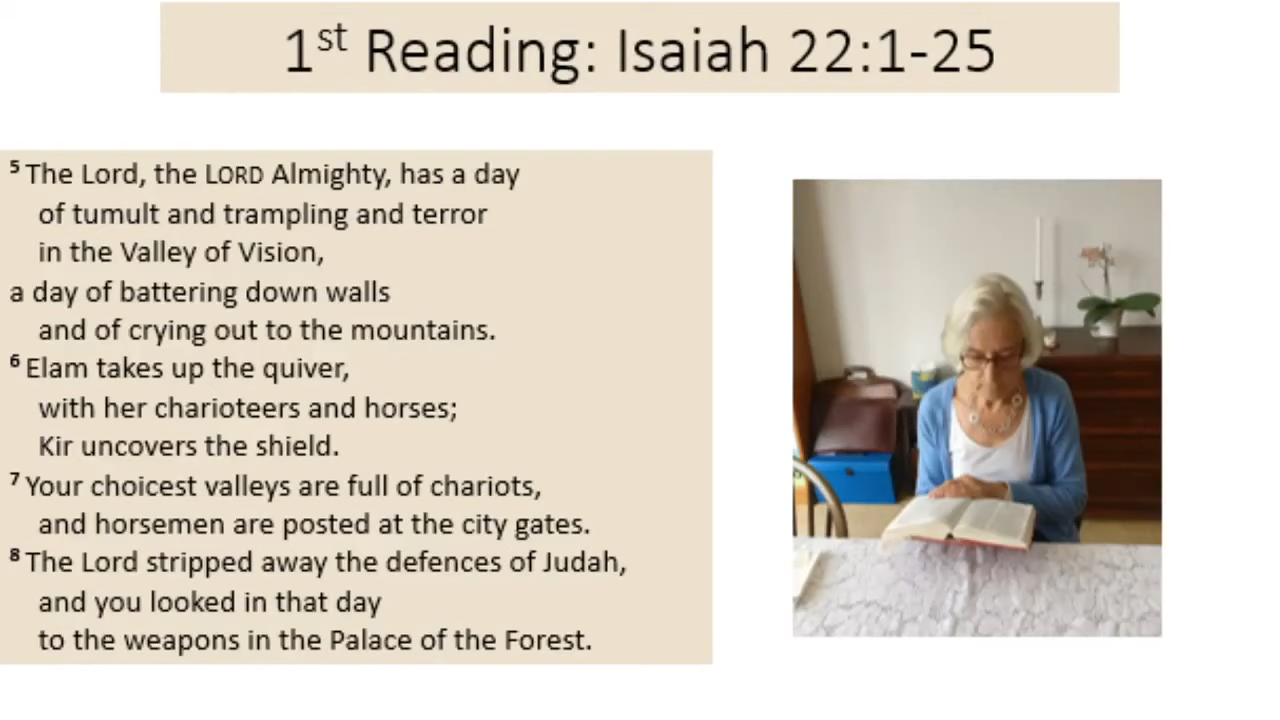 1st Reading: Isaiah 22:1-25
5 The Lord, the LORD Almighty, has a day
of tumult and trampling and terror
in the Valley of Vision,
a day of battering down walls
and of crying out to the mountains.
6 Elam takes up the quiver,
with her charioteers and horses;
Kir uncovers the shield.
7 Your choicest valleys are full of chariots,
and horsemen are posted at the city gates.
8 The Lord stripped away the defences of Judah,
and you looked in that day
to the weapons in the Palace of the Forest.